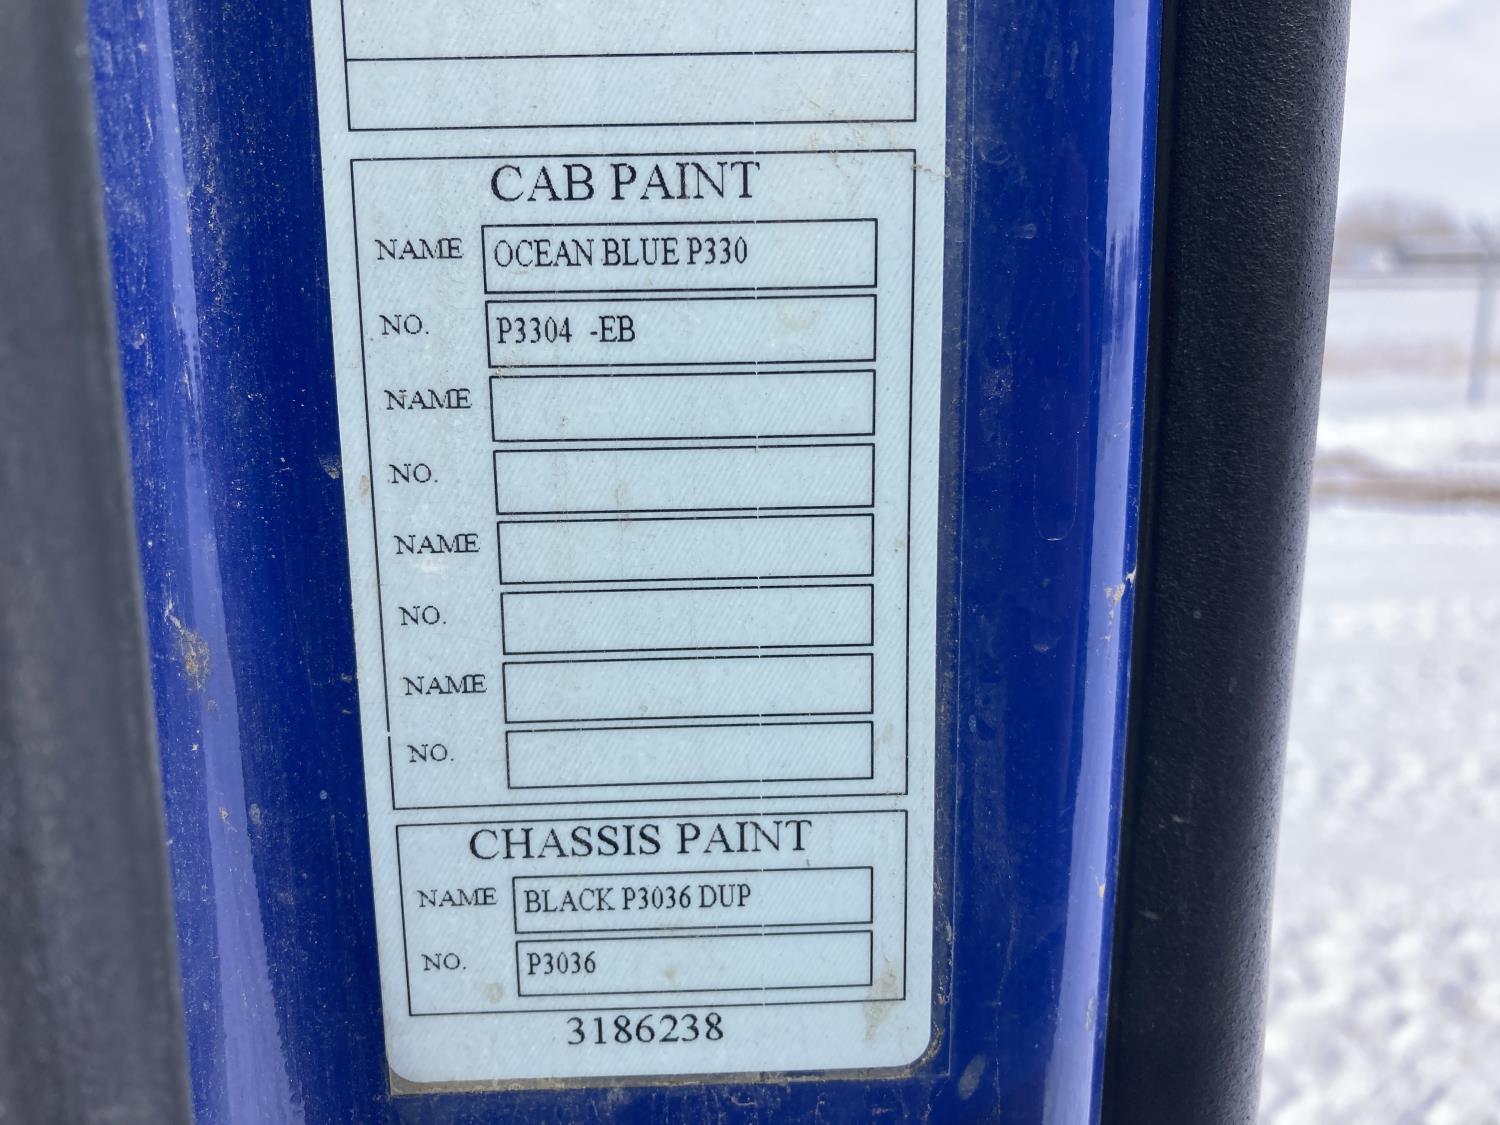 CAB PAINT
NAME OCEAN BLUE P330
NO. P3304 -EB
NAME
NO.
NAME
NO.
NAME
NO.
CHASSIS PAINT
NAME BLACK P3036 DUP
NO. P3036
3186238